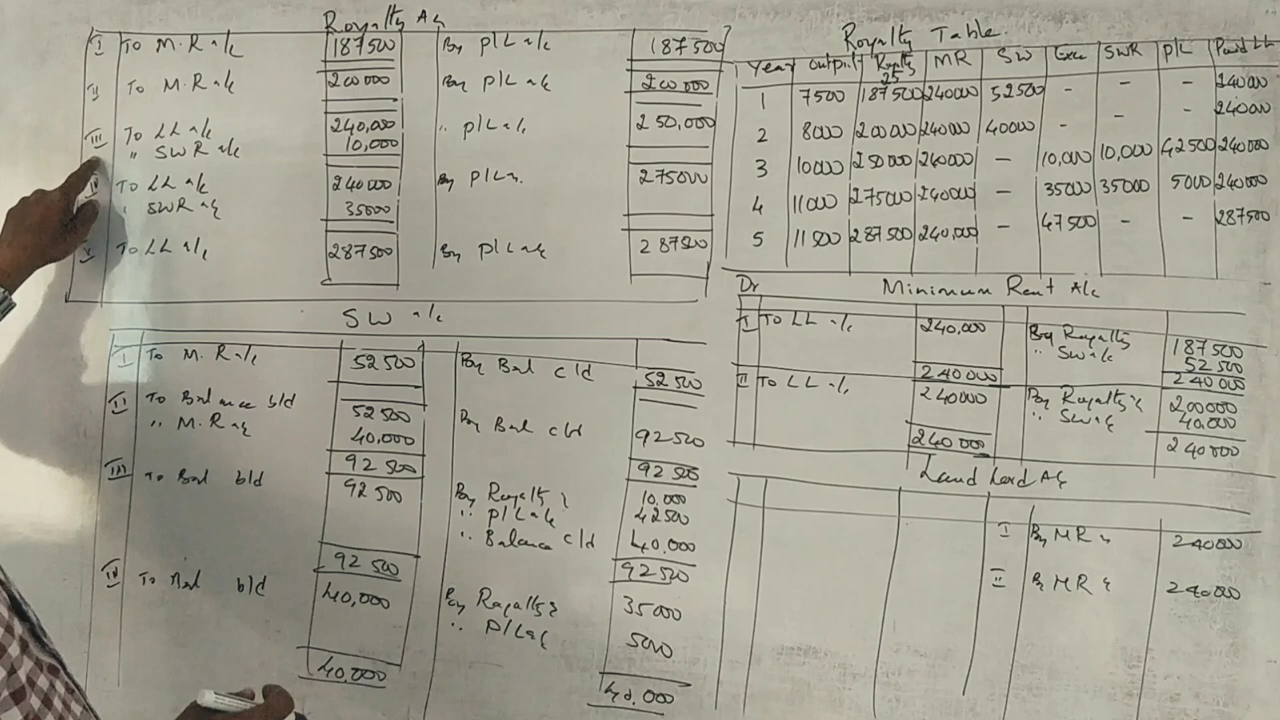 Royalty A/c
I To M.R a/c 187500 By P/L a/c 187500
II To M.R a/c 200000 By P/L a/c 200000
III To LL a/c 240,000 " P/L a/c 250,000
" SWR a/c 10,000
IV To LL a/c 240000 By P/L a/c 275000
" SWR a/c 35000
V To LL a/c 287500 By P/L a/c 287500
Royalty Table
Year Output Royalty 25 MR SW Exce SWR P/L Paid LL
1 7500 187500 240000 52500 - - - 240000
2 8000 200000 240000 40000 - - - 240000
3 10000 250000 240000 - 10,000 10,000 42500 240000
4 11000 275000 240000 - 35000 35000 5000 240000
5 11500 287500 240,000 - 47500 - - 287500
SW a/c
I To M.R a/c 52500 By Bal c/d 52500
II To Balance b/d 52500 By Bal c/d 92500
" M.R a/c 40,000
92500 92500
III To Bal b/d 92500 By Royalty 10,000
" P/L a/c 42500
" Balance c/d 40,000
92500 92500
IV To Bal b/d 40,000 By Royalty 35000
" P/L a/c 5000
40,000 40,000
Dr Minimum Rent A/c
I To LL a/c 240,000 By Royalty 187500
" SW a/c 52500
240000 240000
II To LL a/c 240000 By Royalty 200000
" SW a/c 40,000
240000 240000
Land Lord A/c
I By MR 240000
II By MR 240000